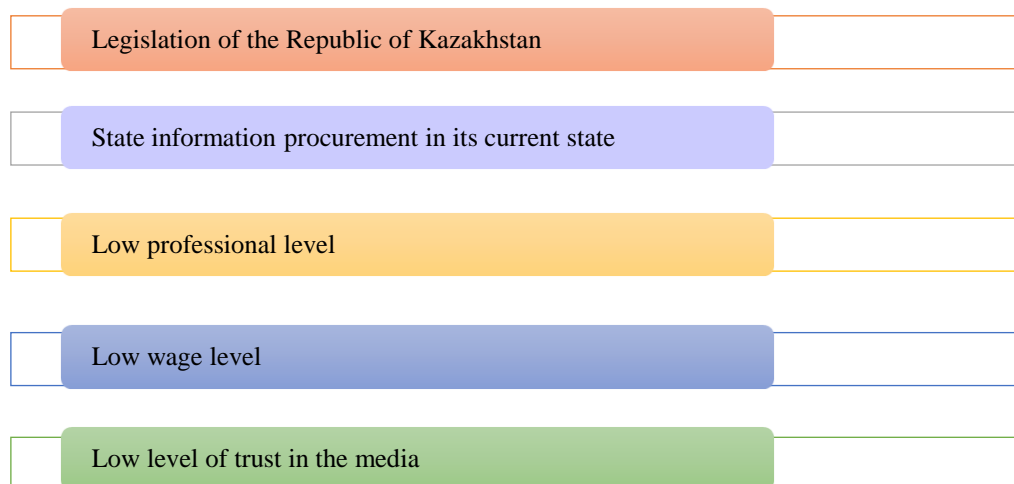 Legislation of the Republic of Kazakhstan
State information procurement in its current state
Low professional level
Low wage level
Low level of trust in the media